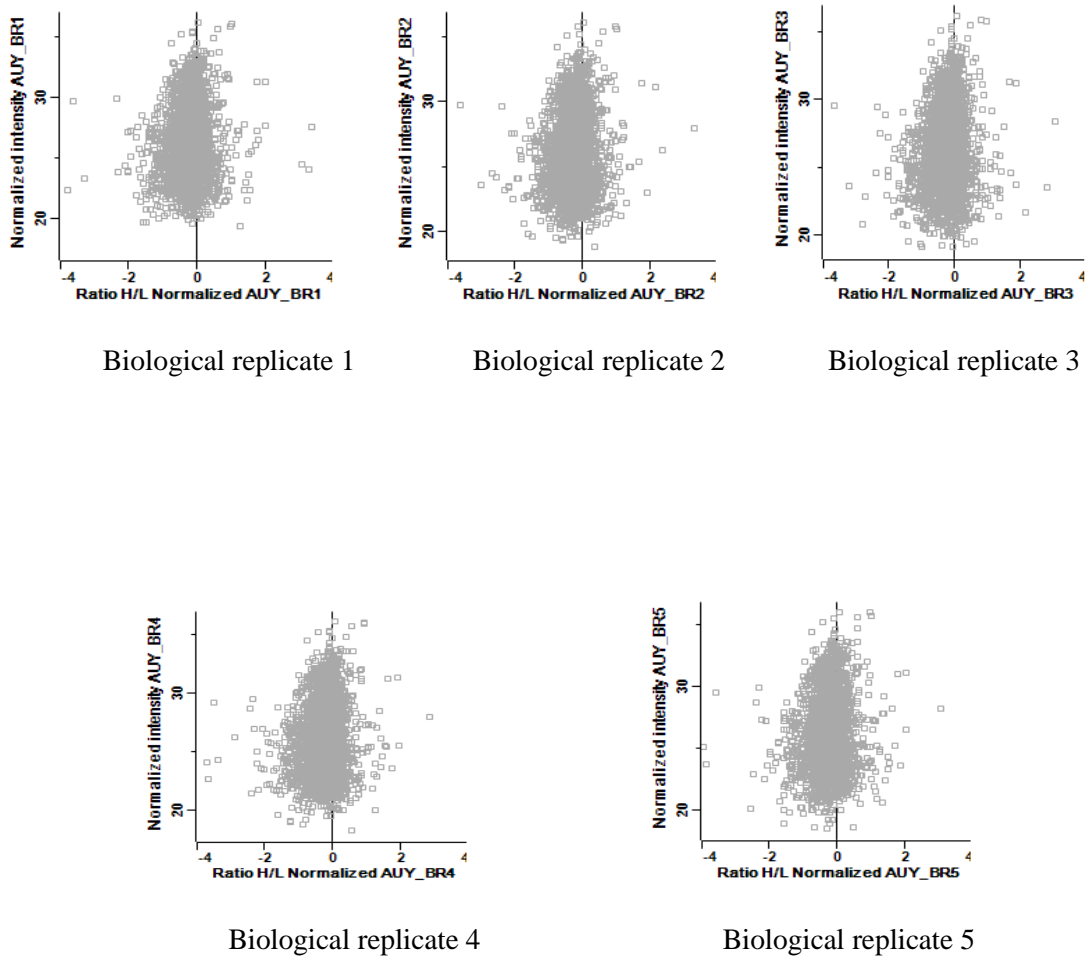 Normalized intensity AUY_BR1
30
20
-4 -2 0 2 4
Ratio H/L Normalized AUY_BR1
Biological replicate 1
Normalized intensity AUY_BR2
30
20
-4 -2 0 2 4
Ratio H/L Normalized AUY_BR2
Biological replicate 2
Normalized intensity AUY_BR3
30
20
-4 -2 0 2 4
Ratio H/L Normalized AUY_BR3
Biological replicate 3
Normalized intensity AUY_BR4
30
20
-4 -2 0 2 4
Ratio H/L Normalized AUY_BR4
Biological replicate 4
Normalized intensity AUY_BR5
30
20
-4 -2 0 2 4
Ratio H/L Normalized AUY_BR5
Biological replicate 5